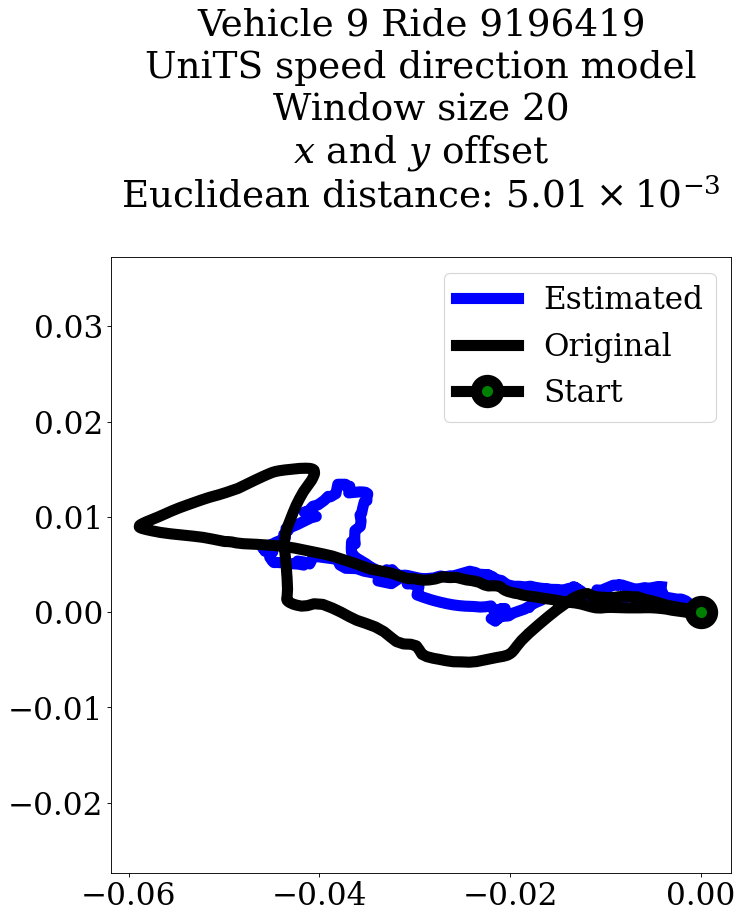 Vehicle 9 Ride 9196419
UniTS speed direction model
Window size 20
x and y offset
Euclidean distance: 5.01 × 10⁻³
Estimated
Original
Start
0.03
0.02
0.01
0.00
−0.01
−0.02
−0.06
−0.04
−0.02
0.00